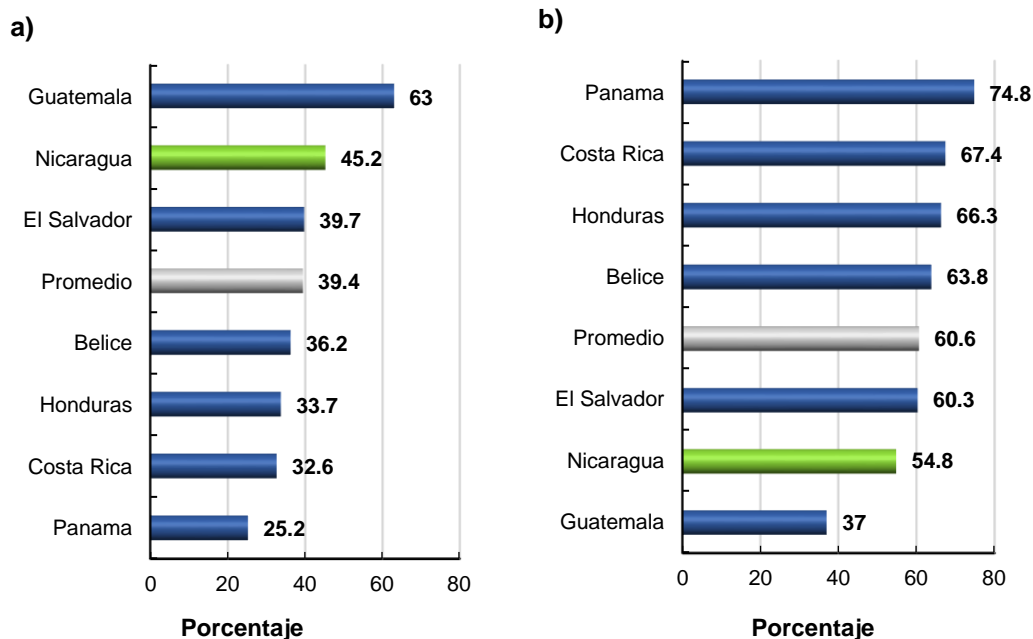 a)
Guatemala 63
Nicaragua 45.2
El Salvador 39.7
Promedio 39.4
Belice 36.2
Honduras 33.7
Costa Rica 32.6
Panama 25.2
0 20 40 60 80
Porcentaje
b)
Panama 74.8
Costa Rica 67.4
Honduras 66.3
Belice 63.8
Promedio 60.6
El Salvador 60.3
Nicaragua 54.8
Guatemala 37
0 20 40 60 80
Porcentaje